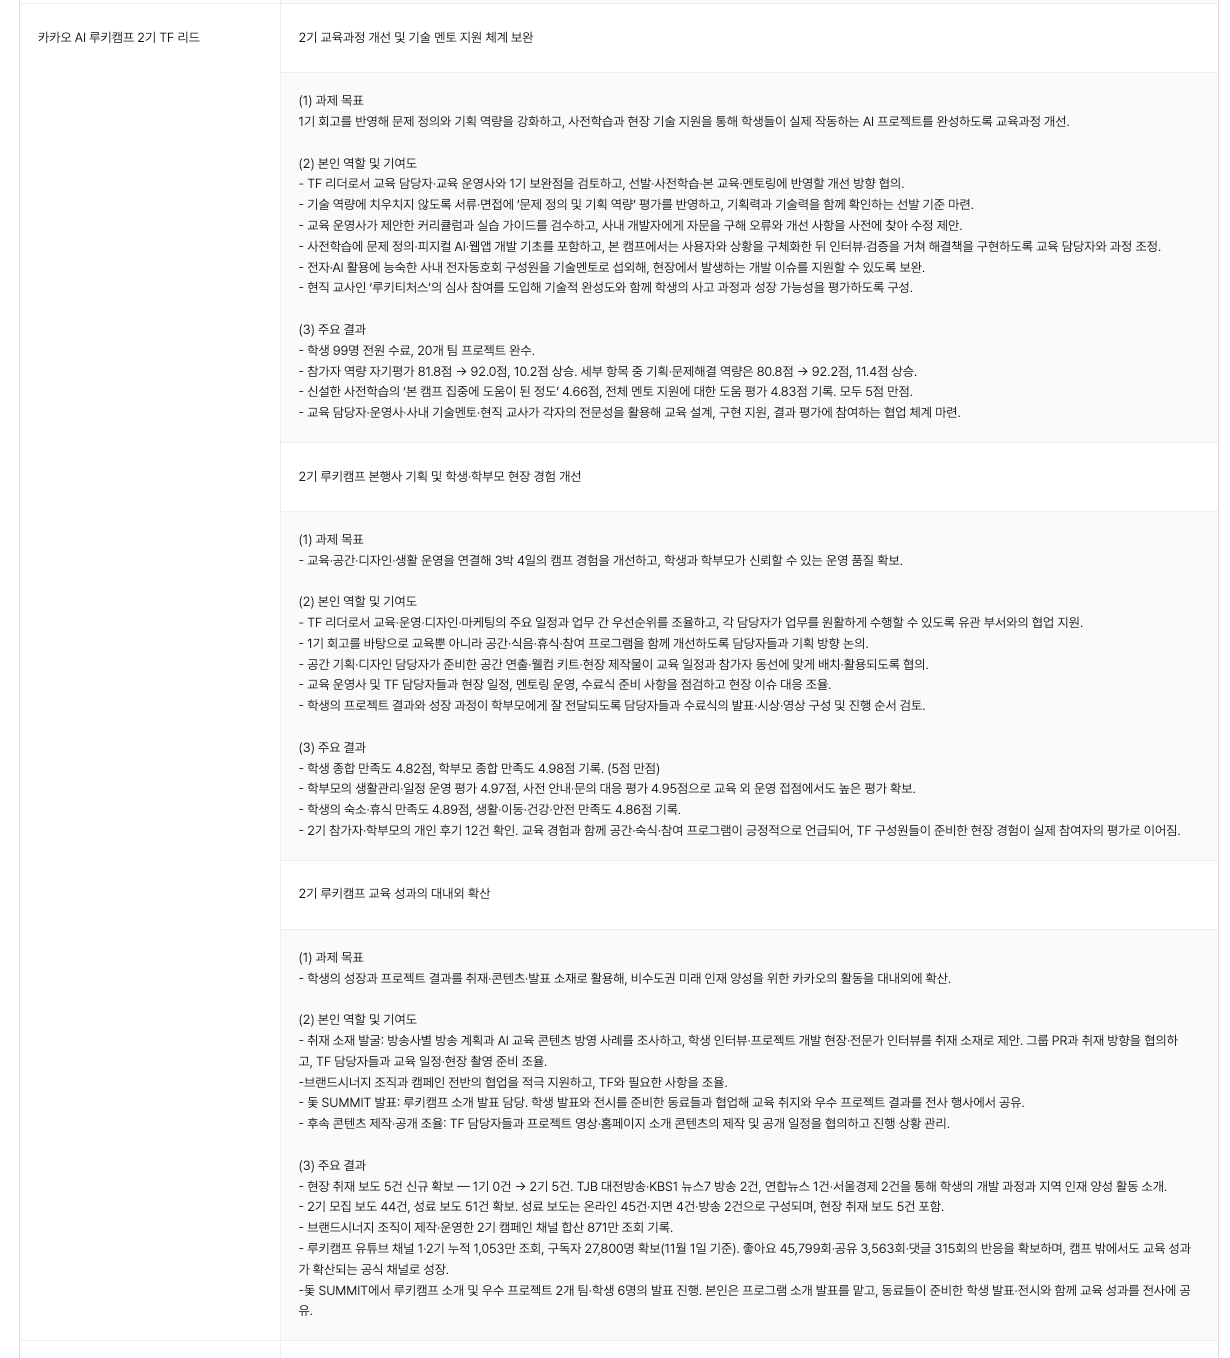 카카오 AI 루키캠프 2기 TF 리드
2기 교육과정 개선 및 기술 멘토 지원 체계 보완
(1) 과제 목표
1기 회고를 반영해 문제 정의와 기획 역량을 강화하고, 사전학습과 현장 기술 지원을 통해 학생들이 실제 작동하는 AI 프로젝트를 완성하도록 교육과정 개선.
(2) 본인 역할 및 기여도
- TF 리더로서 교육 담당자·교육 운영사와 1기 보완점을 검토하고, 선발·사전학습·본 교육·멘토링에 반영할 개선 방향 협의.
- 기술 역량에 치우치지 않도록 서류·면접에 ‘문제 정의 및 기획 역량’ 평가를 반영하고, 기획력과 기술력을 함께 확인하는 선발 기준 마련.
- 교육 운영사가 제안한 커리큘럼과 실습 가이드를 검수하고, 사내 개발자에게 자문을 구해 오류와 개선 사항을 사전에 찾아 수정 제안.
- 사전학습에 문제 정의·피지컬 AI·웹앱 개발 기초를 포함하고, 본 캠프에서는 사용자와 상황을 구체화한 뒤 인터뷰·검증을 거쳐 해결책을 구현하도록 교육 담당자와 과정 조정.
- 전자·AI 활용에 능숙한 사내 전자동호회 구성원을 기술멘토로 섭외해, 현장에서 발생하는 개발 이슈를 지원할 수 있도록 보완.
- 현직 교사인 ‘루키티처스’의 심사 참여를 도입해 기술적 완성도와 함께 학생의 사고 과정과 성장 가능성을 평가하도록 구성.
(3) 주요 결과
- 학생 99명 전원 수료, 20개 팀 프로젝트 완수.
- 참가자 역량 자기평가 81.8점 → 92.0점, 10.2점 상승. 세부 항목 중 기획·문제해결 역량은 80.8점 → 92.2점, 11.4점 상승.
- 신설한 사전학습의 ‘본 캠프 집중에 도움이 된 정도’ 4.66점, 전체 멘토 지원에 대한 도움 평가 4.83점 기록. 모두 5점 만점.
- 교육 담당자·운영사·사내 기술멘토·현직 교사가 각자의 전문성을 활용해 교육 설계, 구현 지원, 결과 평가에 참여하는 협업 체계 마련.
2기 루키캠프 본행사 기획 및 학생·학부모 현장 경험 개선
(1) 과제 목표
- 교육·공간·디자인·생활 운영을 연결해 3박 4일의 캠프 경험을 개선하고, 학생과 학부모가 신뢰할 수 있는 운영 품질 확보.
(2) 본인 역할 및 기여도
- TF 리더로서 교육·운영·디자인·마케팅의 주요 일정과 업무 간 우선순위를 조율하고, 각 담당자가 업무를 원활하게 수행할 수 있도록 유관 부서와의 협업 지원.
- 1기 회고를 바탕으로 교육뿐 아니라 공간·식음·휴식·참여 프로그램을 함께 개선하도록 담당자들과 기획 방향 논의.
- 공간 기획·디자인 담당자가 준비한 공간 연출·웰컴 키트·현장 제작물이 교육 일정과 참가자 동선에 맞게 배치·활용되도록 협의.
- 교육 운영사 및 TF 담당자들과 현장 일정, 멘토링 운영, 수료식 준비 사항을 점검하고 현장 이슈 대응 조율.
- 학생의 프로젝트 결과와 성장 과정이 학부모에게 잘 전달되도록 담당자들과 수료식의 발표·시상·영상 구성 및 진행 순서 검토.
(3) 주요 결과
- 학생 종합 만족도 4.82점, 학부모 종합 만족도 4.98점 기록. (5점 만점)
- 학부모의 생활관리·일정 운영 평가 4.97점, 사전 안내·문의 대응 평가 4.95점으로 교육 외 운영 접점에서도 높은 평가 확보.
- 학생의 숙소·휴식 만족도 4.89점, 생활·이동·건강·안전 만족도 4.86점 기록.
- 2기 참가자·학부모의 개인 후기 12건 확인. 교육 경험과 함께 공간·숙식·참여 프로그램이 긍정적으로 언급되어, TF 구성원들이 준비한 현장 경험이 실제 참여자의 평가로 이어짐.
2기 루키캠프 교육 성과의 대내외 확산
(1) 과제 목표
- 학생의 성장과 프로젝트 결과를 취재·콘텐츠·발표 소재로 활용해, 비수도권 미래 인재 양성을 위한 카카오의 활동을 대내외에 확산.
(2) 본인 역할 및 기여도
- 취재 소재 발굴: 방송사별 방송 계획과 AI 교육 콘텐츠 방영 사례를 조사하고, 학생 인터뷰·프로젝트 개발 현장·전문가 인터뷰를 취재 소재로 제안. 그룹 PR과 취재 방향을 협의하
고, TF 담당자들과 교육 일정·현장 촬영 준비 조율.
-브랜드시너지 조직과 캠페인 전반의 협업을 적극 지원하고, TF와 필요한 사항을 조율.
- 돛 SUMMIT 발표: 루키캠프 소개 발표 담당. 학생 발표와 전시를 준비한 동료들과 협업해 교육 취지와 우수 프로젝트 결과를 전사 행사에서 공유.
- 후속 콘텐츠 제작·공개 조율: TF 담당자들과 프로젝트 영상·홈페이지 소개 콘텐츠의 제작 및 공개 일정을 협의하고 진행 상황 관리.
(3) 주요 결과
- 현장 취재 보도 5건 신규 확보 — 1기 0건 → 2기 5건. TJB 대전방송·KBS1 뉴스7 방송 2건, 연합뉴스 1건·서울경제 2건을 통해 학생의 개발 과정과 지역 인재 양성 활동 소개.
- 2기 모집 보도 44건, 성료 보도 51건 확보. 성료 보도는 온라인 45건·지면 4건·방송 2건으로 구성되며, 현장 취재 보도 5건 포함.
- 브랜드시너지 조직이 제작·운영한 2기 캠페인 채널 합산 871만 조회 기록.
- 루키캠프 유튜브 채널 1·2기 누적 1,053만 조회, 구독자 27,800명 확보(11월 1일 기준). 좋아요 45,799회·공유 3,563회·댓글 315회의 반응을 확보하며, 캠프 밖에서도 교육 성과
가 확산되는 공식 채널로 성장.
-돛 SUMMIT에서 루키캠프 소개 및 우수 프로젝트 2개 팀·학생 6명의 발표 진행. 본인은 프로그램 소개 발표를 맡고, 동료들이 준비한 학생 발표·전시와 함께 교육 성과를 전사에 공
유.